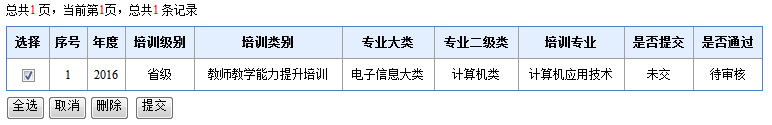 总共1页，当前第1页，总共1条记录
选择 序号 年度 培训级别 培训类别 专业大类 专业二级类 培训专业 是否提交 是否通过
1 2016 省级 教师教学能力提升培训 电子信息大类 计算机类 计算机应用技术 未交 待审核
全选 取消 删除 提交